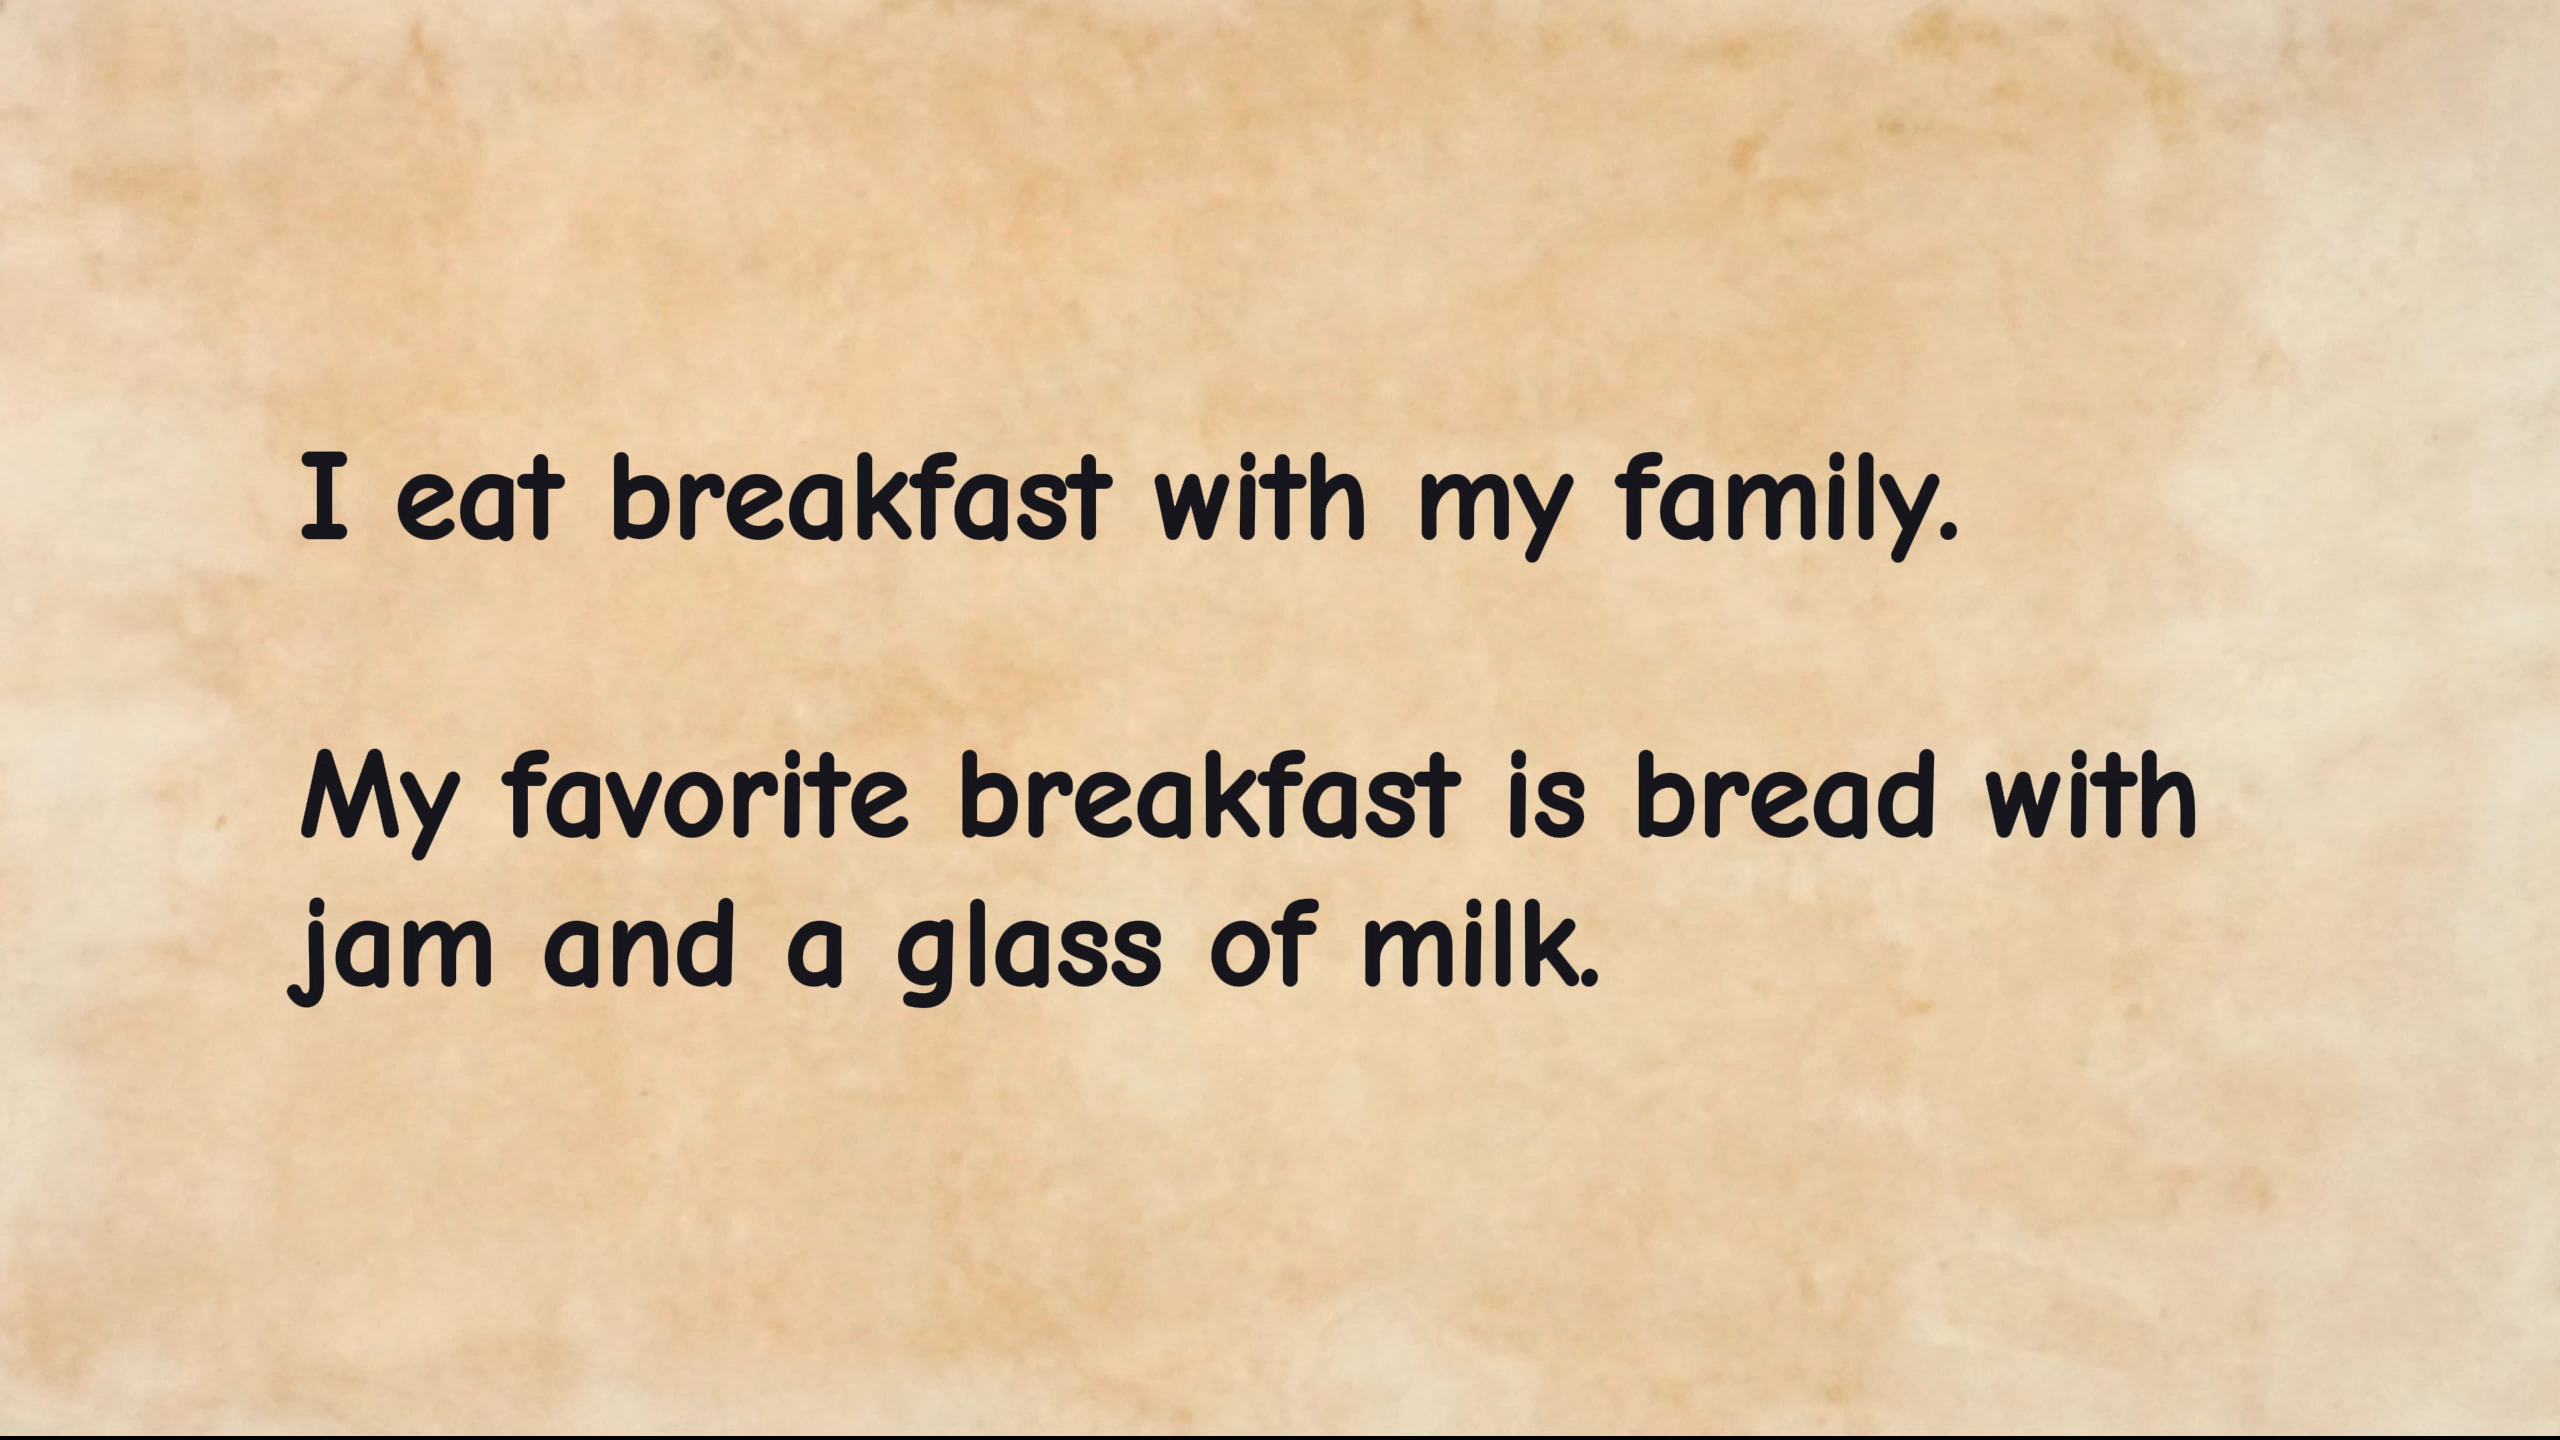 I eat breakfast with my family.
My favorite breakfast is bread with
jam and a glass of milk.